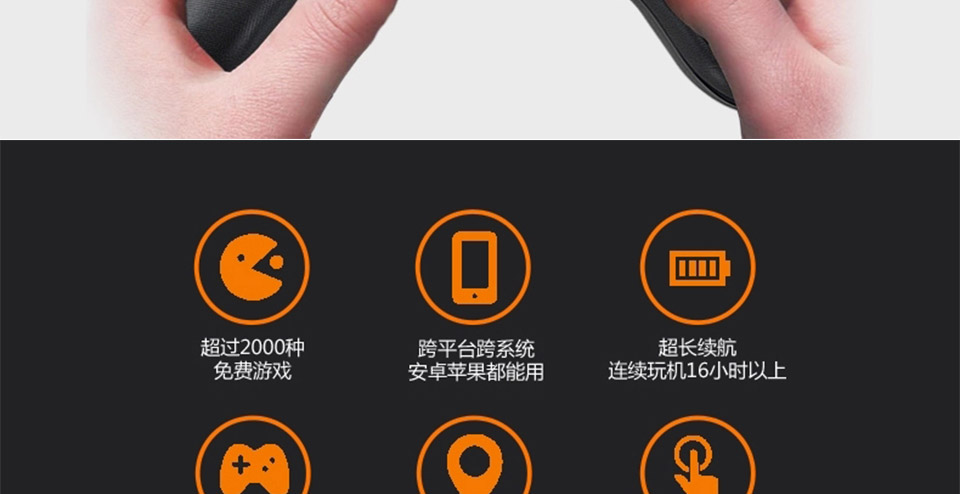 超过2000种
免费游戏
跨平台跨系统
安卓苹果都能用
超长续航
连续玩机16小时以上